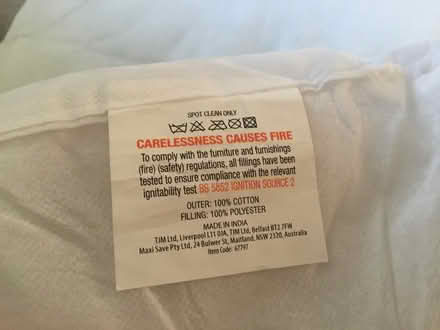 SPOT CLEAN ONLY
CARELESSNESS CAUSES FIRE
To comply with the furniture and furnishings
(fire) (safety) regulations, all fillings have been
tested to ensure compliance with the relevant
ignitability test BS 5852 IGNITION SOURCE 2
OUTER: 100% COTTON
FILLING: 100% POLYESTER
MADE IN INDIA
TJM Ltd, Liverpool L11 0JA, TJM Ltd, Belfast BT2 7FW
Maxi Save Pty Ltd, 24 Bulwer St, Maitland, NSW 2320, Australia
Item Code: 67797